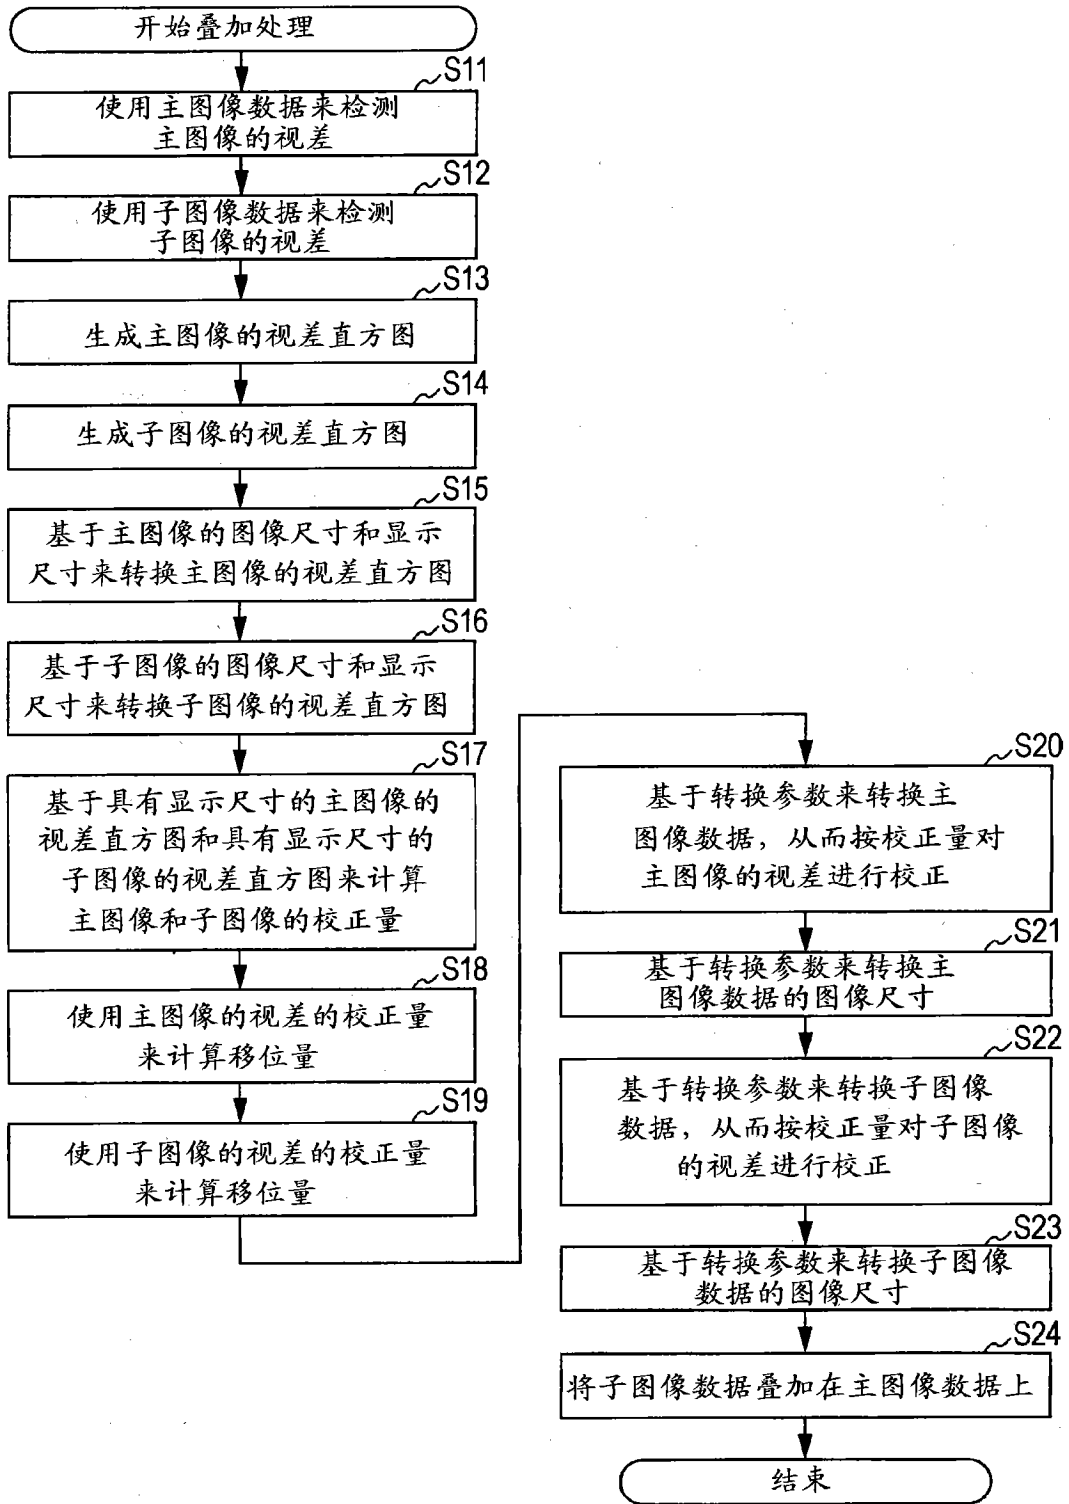 开始叠加处理
S11
使用主图像数据来检测
主图像的视差
S12
使用子图像数据来检测
子图像的视差
S13
生成主图像的视差直方图
S14
生成子图像的视差直方图
S15
基于主图像的图像尺寸和显示
尺寸来转换主图像的视差直方图
S16
基于子图像的图像尺寸和显示
尺寸来转换子图像的视差直方图
S17
基于具有显示尺寸的主图像的
视差直方图和具有显示尺寸的
子图像的视差直方图来计算
主图像和子图像的校正量
S18
使用主图像的视差的校正量
来计算移位量
S19
使用子图像的视差的校正量
来计算移位量
S20
基于转换参数来转换主
图像数据，从而按校正量对
主图像的视差进行校正
S21
基于转换参数来转换主
图像数据的图像尺寸
S22
基于转换参数来转换子图像
数据，从而按校正量对子图像
的视差进行校正
S23
基于转换参数来转换子图像
数据的图像尺寸
S24
将子图像数据叠加在主图像数据上
结束